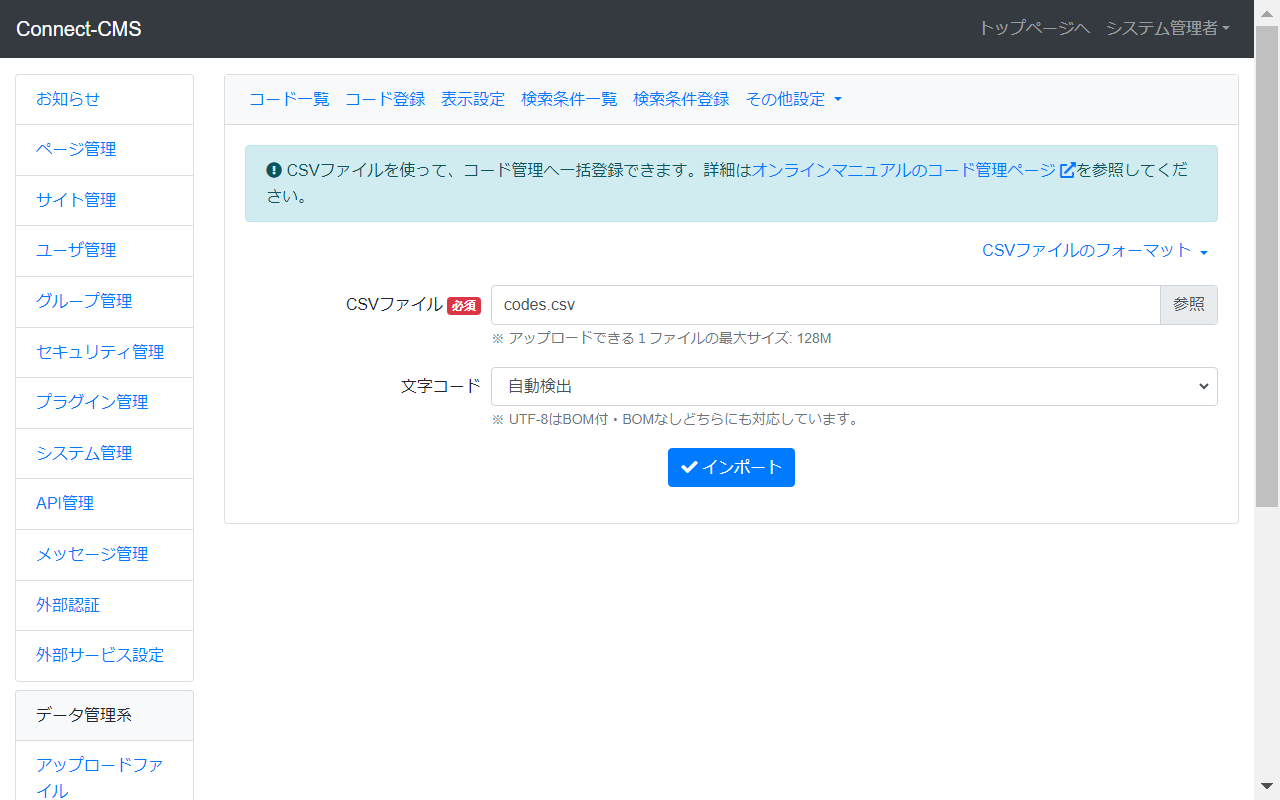 Connect-CMS
トップページへ システム管理者
お知らせ
ページ管理
サイト管理
ユーザ管理
グループ管理
セキュリティ管理
プラグイン管理
システム管理
API管理
メッセージ管理
外部認証
外部サービス設定
データ管理系
アップロードファ
イル
コード一覧 コード登録 表示設定 検索条件一覧 検索条件登録 その他設定
CSVファイルを使って、コード管理へ一括登録できます。詳細はオンラインマニュアルのコード管理ページを参照してくだ
さい。
CSVファイルのフォーマット
CSVファイル 必須 codes.csv 参照
※ アップロードできる１ファイルの最大サイズ: 128M
文字コード 自動検出
※ UTF-8はBOM付・BOMなしどちらにも対応しています。
インポート